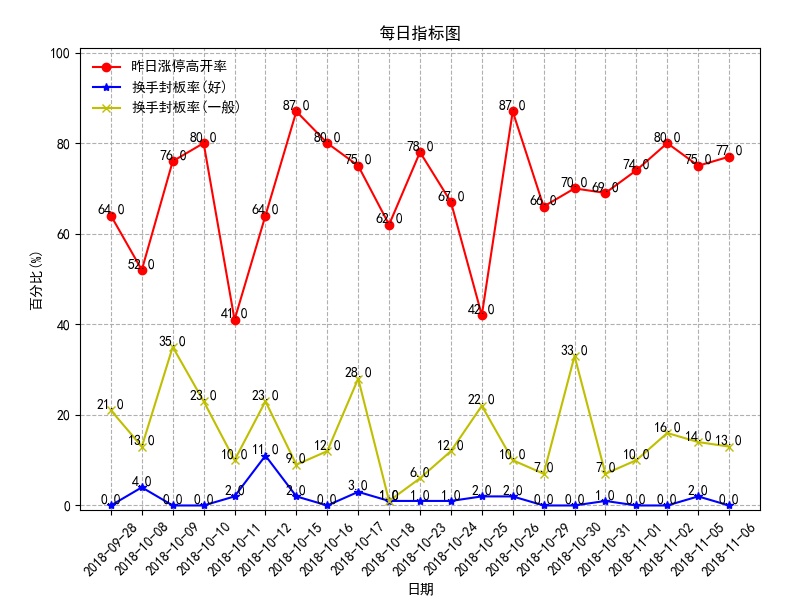 每日指标图
昨日涨停高开率
换手封板率(好)
换手封板率(一般)
百分比(%)
100
80
60
40
20
0
64.0 52.0 76.0 80.0 41.0 64.0 87.0 80.0 75.0 62.0 78.0 67.0 42.0 87.0 66.0 70.0 69.0 74.0 80.0 75.0 77.0
21.0 13.0 35.0 23.0 10.0 23.0 9.0 12.0 28.0 1.0 6.0 12.0 22.0 10.0 7.0 33.0 7.0 10.0 16.0 14.0 13.0
0.0 4.0 0.0 0.0 2.0 11.0 2.0 0.0 3.0 1.0 1.0 1.0 2.0 2.0 0.0 0.0 1.0 0.0 0.0 2.0 0.0
2018-09-28 2018-10-08 2018-10-09 2018-10-10 2018-10-11 2018-10-12 2018-10-15 2018-10-16 2018-10-17 2018-10-18 2018-10-23 2018-10-24 2018-10-25 2018-10-26 2018-10-29 2018-10-30 2018-10-31 2018-11-01 2018-11-02 2018-11-05 2018-11-06
日期